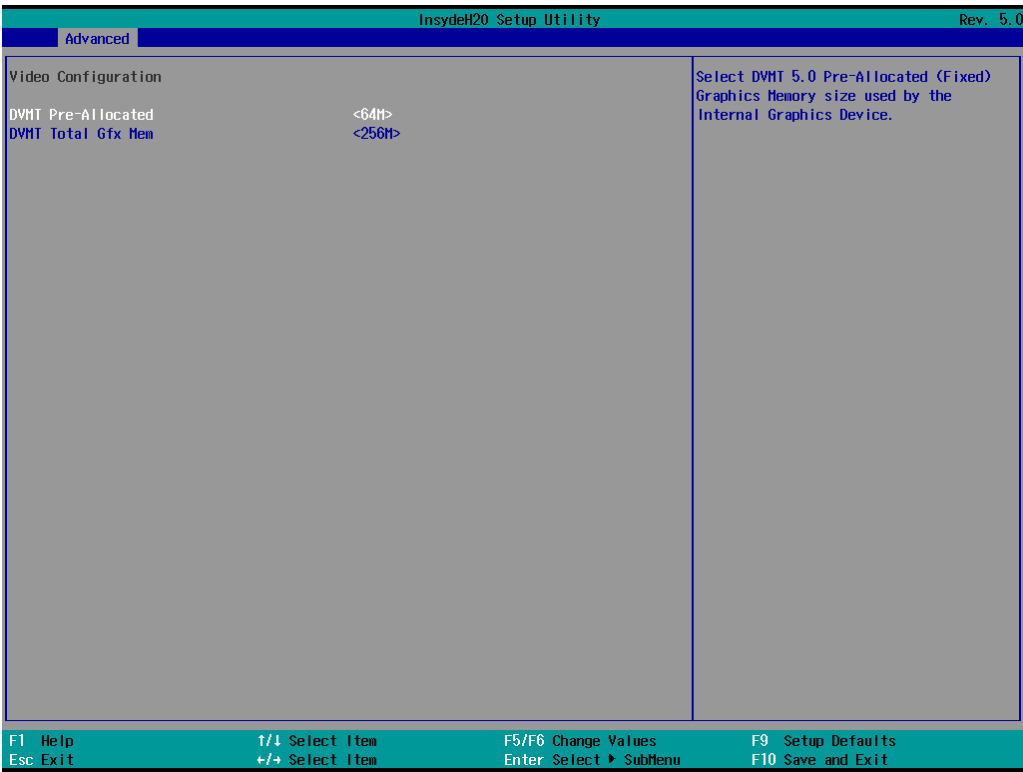 InsydeH20 Setup Utility Rev. 5.0
Advanced
Video Configuration
DVMT Pre-Allocated <64M>
DVMT Total Gfx Mem <256M>
Select DVMT 5.0 Pre-Allocated (Fixed)
Graphics Memory size used by the
Internal Graphics Device.
F1 Help ↑/↓ Select Item F5/F6 Change Values F9 Setup Defaults
Esc Exit ←/→ Select Item Enter Select ▶ SubMenu F10 Save and Exit